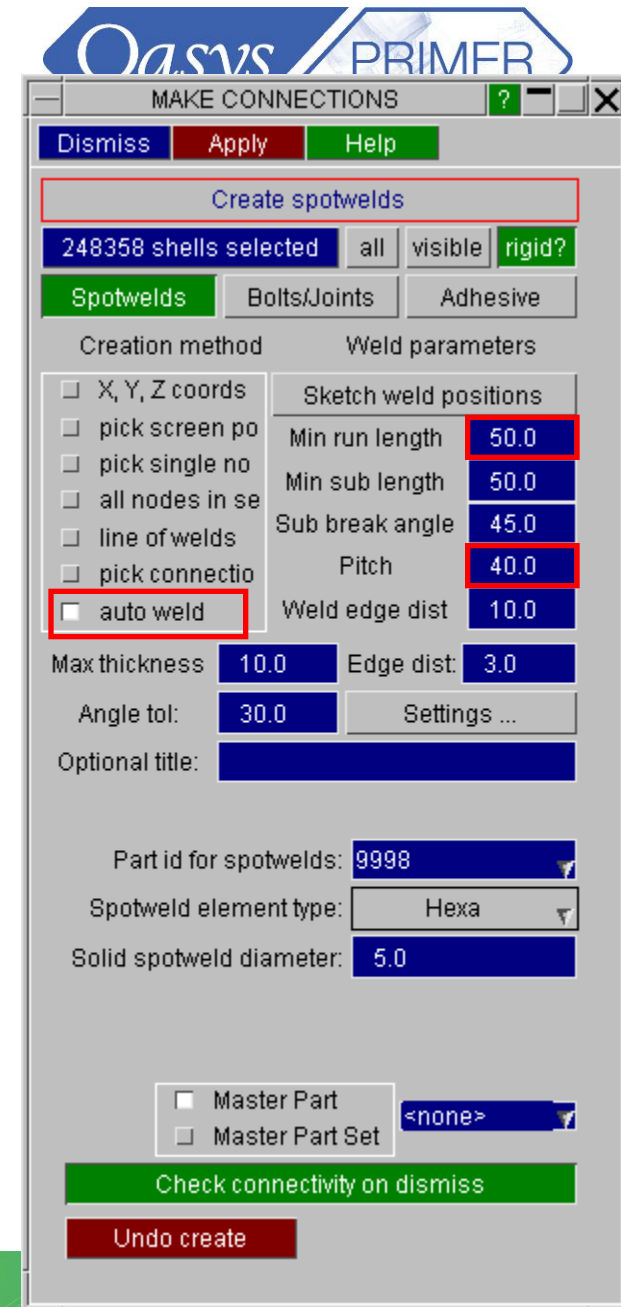 Oasys PRIMER
MAKE CONNECTIONS ?
Dismiss Apply Help
Create spotwelds
248358 shells selected all visible rigid?
Spotwelds Bolts/Joints Adhesive
Creation method Weld parameters
X, Y, Z coords Sketch weld positions
pick screen po Min run length 50.0
pick single no Min sub length 50.0
all nodes in se Sub break angle 45.0
line of welds Pitch 40.0
pick connectio Weld edge dist 10.0
auto weld
Max thickness 10.0 Edge dist: 3.0
Angle tol: 30.0 Settings ...
Optional title:
Part id for spotwelds: 9998
Spotweld element type: Hexa
Solid spotweld diameter: 5.0
Master Part <none>
Master Part Set
Check connectivity on dismiss
Undo create